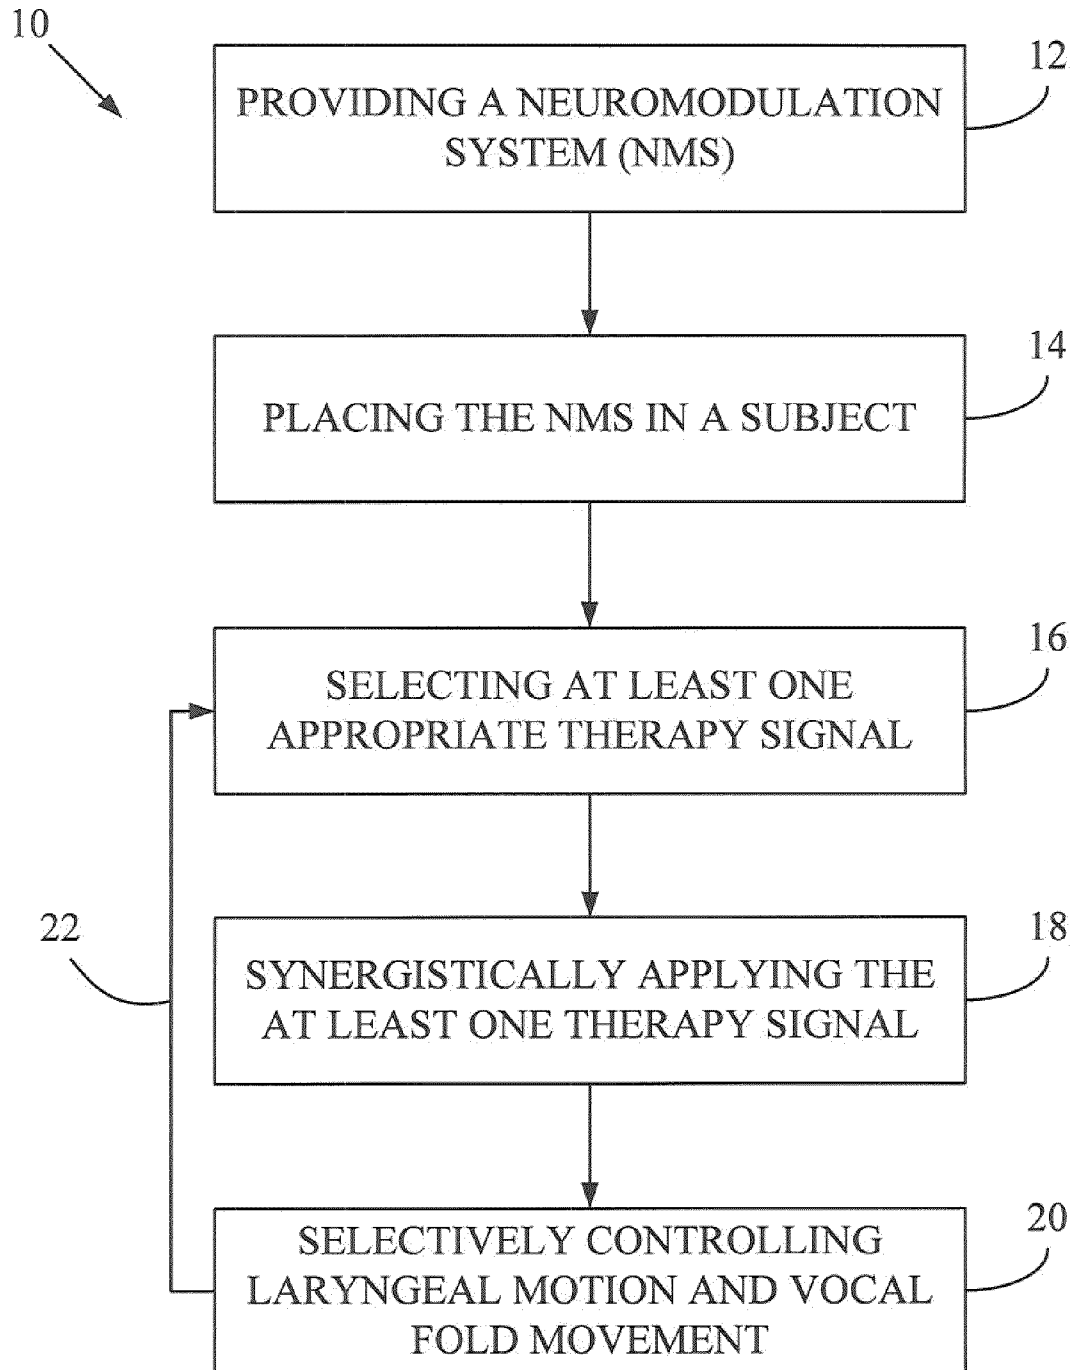 10
12
PROVIDING A NEUROMODULATION
SYSTEM (NMS)
14
PLACING THE NMS IN A SUBJECT
16
SELECTING AT LEAST ONE
APPROPRIATE THERAPY SIGNAL
22
18
SYNERGISTICALLY APPLYING THE
AT LEAST ONE THERAPY SIGNAL
20
SELECTIVELY CONTROLLING
LARYNGEAL MOTION AND VOCAL
FOLD MOVEMENT